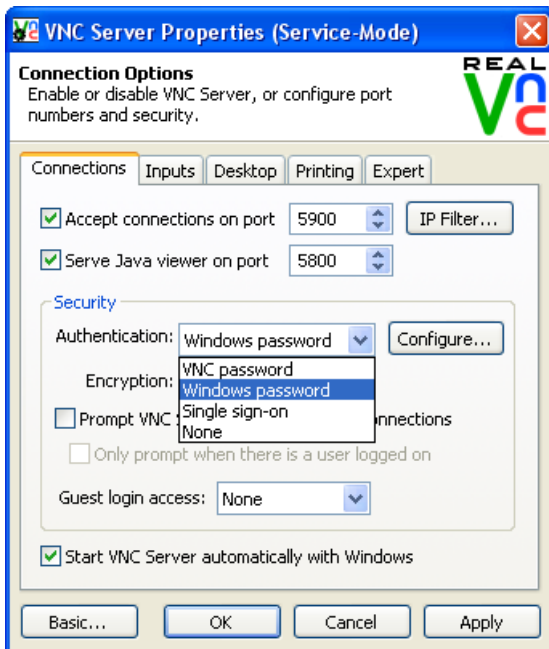 VNC Server Properties (Service-Mode)
Connection Options
Enable or disable VNC Server, or configure port
numbers and security.
REAL
VNC
Connections Inputs Desktop Printing Expert
Accept connections on port 5900 IP Filter...
Serve Java viewer on port 5800
Security
Authentication: Windows password Configure...
VNC password
Encryption:
Windows password
Single sign-on
Prompt VNC nnections
None
Only prompt when there is a user logged on
Guest login access: None
Start VNC Server automatically with Windows
Basic... OK Cancel Apply